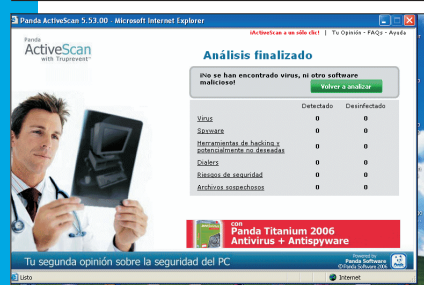 Panda ActiveScan 5.53.00 - Microsoft Internet Explorer
¡ActiveScan a un sólo clic! | Tu Opinión - FAQs - Ayuda
Panda
ActiveScan
with Truprevent™
Análisis finalizado
¡No se han encontrado virus, ni otro software
malicioso!
Volver a analizar
Detectado Desinfectado
Virus 0 0
Spyware 0 0
Herramientas de hacking y
potencialmente no deseadas 0 0
Dialers 0 0
Riesgos de seguridad 0 0
Archivos sospechosos 0 0
con
Panda Titanium 2006
Antivirus + Antispyware
Tu segunda opinión sobre la seguridad del PC
Powered by
Panda Software
© Panda Software 2006
Listo
Internet